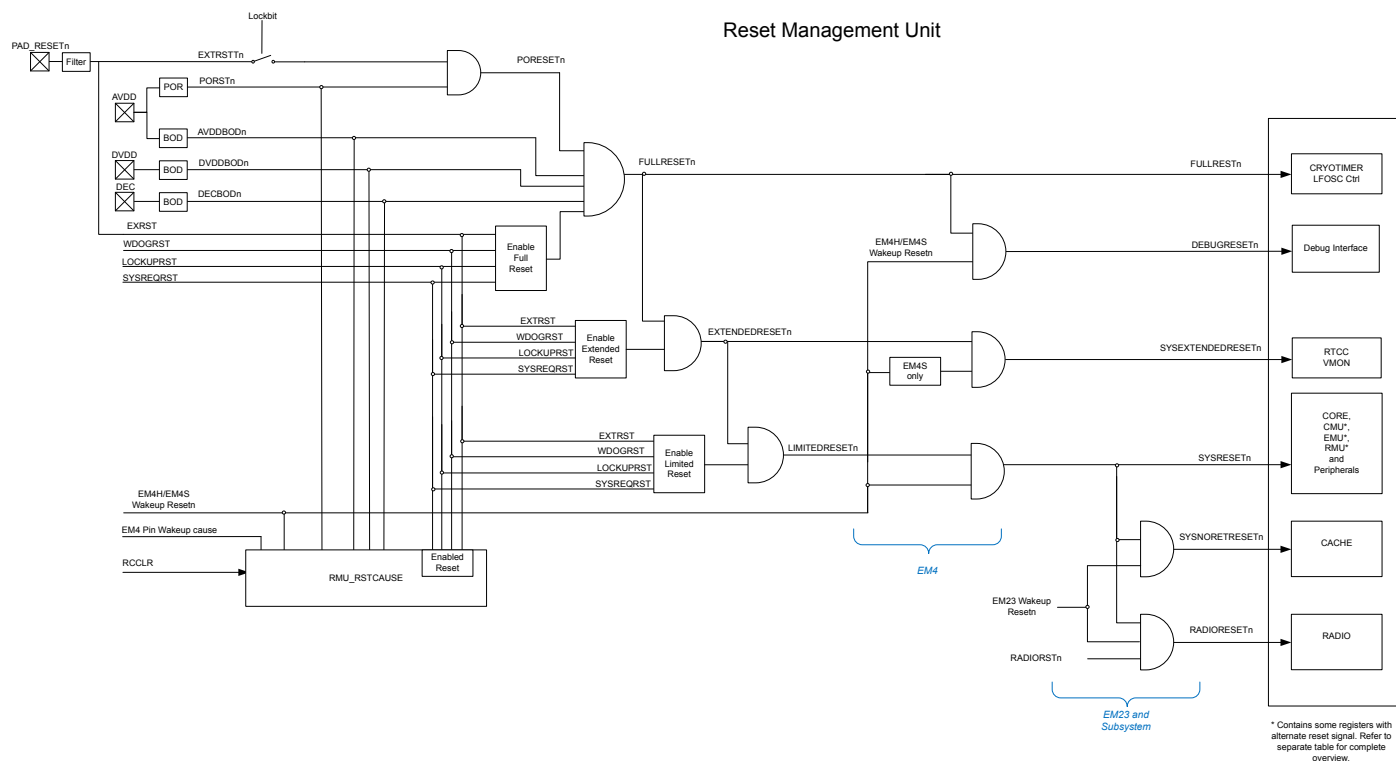 Reset Management Unit
Lockbit
PAD_RESETn
Filter
EXTRSTTn
PORESETn
AVDD
POR
PORSTn
BOD
AVDDBODn
DVDD
BOD
DVDDBODn
DEC
BOD
DECBODn
FULLRESETn
FULLRESTn
CRYOTIMER
LFOSC Ctrl
EXRST
WDOGRST
LOCKUPRST
SYSREQRST
Enable
Full
Reset
EM4H/EM4S
Wakeup Resetn
DEBUGRESETn
Debug Interface
EXTRST
WDOGRST
LOCKUPRST
SYSREQRST
Enable
Extended
Reset
EXTENDEDRESETn
EM4S
only
SYSEXTENDEDRESETn
RTCC
VMON
EXTRST
WDOGRST
LOCKUPRST
SYSREQRST
Enable
Limited
Reset
LIMITEDRESETn
SYSRESETn
CORE,
CMU*,
EMU*,
RMU*
and
Peripherals
EM4H/EM4S
Wakeup Resetn
EM4 Pin Wakeup cause
RCCLR
RMU_RSTCAUSE
Enabled
Reset
EM4
SYSNORETRESETn
CACHE
EM23 Wakeup
Resetn
RADIORSTn
RADIORESETn
RADIO
EM23 and
Subsystem
* Contains some registers with
alternate reset signal. Refer to
separate table for complete
overview.